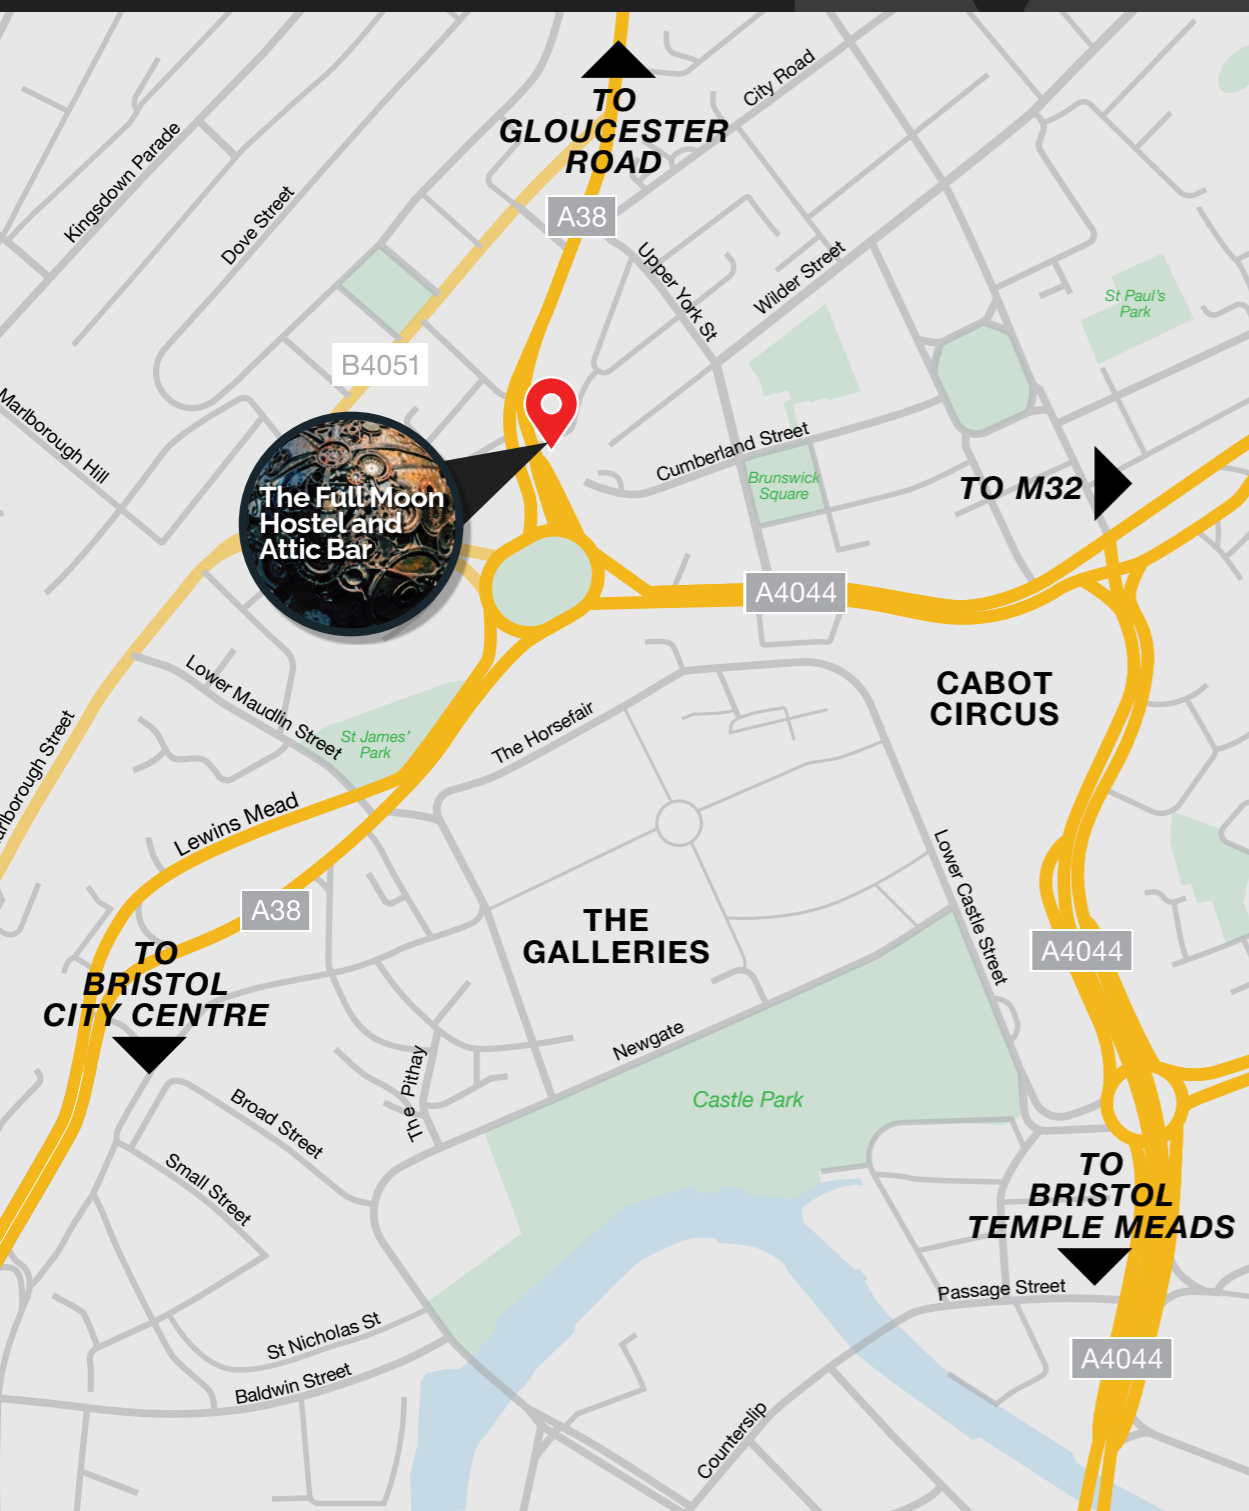 TO
GLOUCESTER
ROAD
City Road
Kingsdown Parade
Dove Street
A38
Upper York St
Wilder Street
St Paul's
Park
B4051
Marlborough Hill
Cumberland Street
Brunswick
Square
TO M32
The Full Moon
Hostel and
Attic Bar
A4044
CABOT
CIRCUS
Lower Maudlin Street
St James'
Park
The Horsefair
Lewins Mead
Lower Castle Street
A38
THE
GALLERIES
A4044
TO
BRISTOL
CITY CENTRE
Newgate
The Pithay
Castle Park
Broad Street
Small Street
TO
BRISTOL
TEMPLE MEADS
Passage Street
St Nicholas St
Baldwin Street
A4044
Counterslip